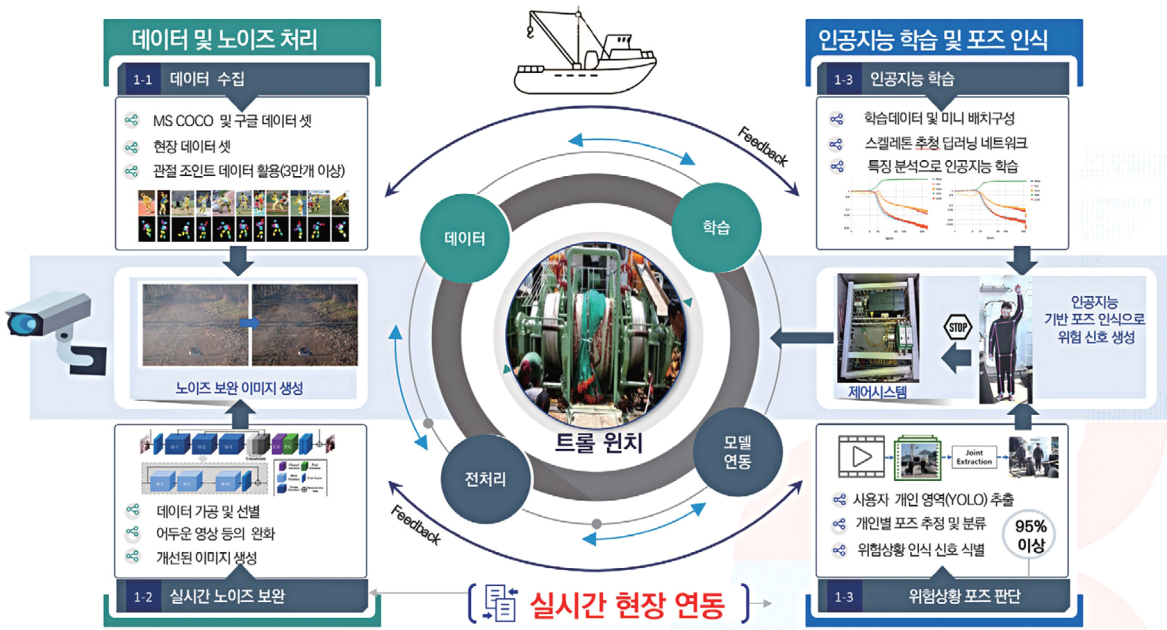 데이터 및 노이즈 처리
1-1 데이터 수집
MS COCO 및 구글 데이터 셋
현장 데이터 셋
관절 조인트 데이터 활용(3만개 이상)
노이즈 보완 이미지 생성
데이터 가공 및 선별
어두운 영상 등의 완화
개선된 이미지 생성
1-2 실시간 노이즈 보완
Feedback
Feedback
데이터
학습
트롤 윈치
전처리
모델
연동
실시간 현장 연동
인공지능 학습 및 포즈 인식
1-3 인공지능 학습
학습데이터 및 미니 배치구성
스켈레톤 추청 딥러닝 네트워크
특징 분석으로 인공지능 학습
제어시스템
STOP
인공지능
기반 포즈 인식으로
위험 신호 생성
Joint
Extraction
사용자 개인 영역(YOLO) 추출
개인별 포즈 추정 및 분류
위험상황 인식 신호 식별
95%
이상
1-3 위험상황 포즈 판단